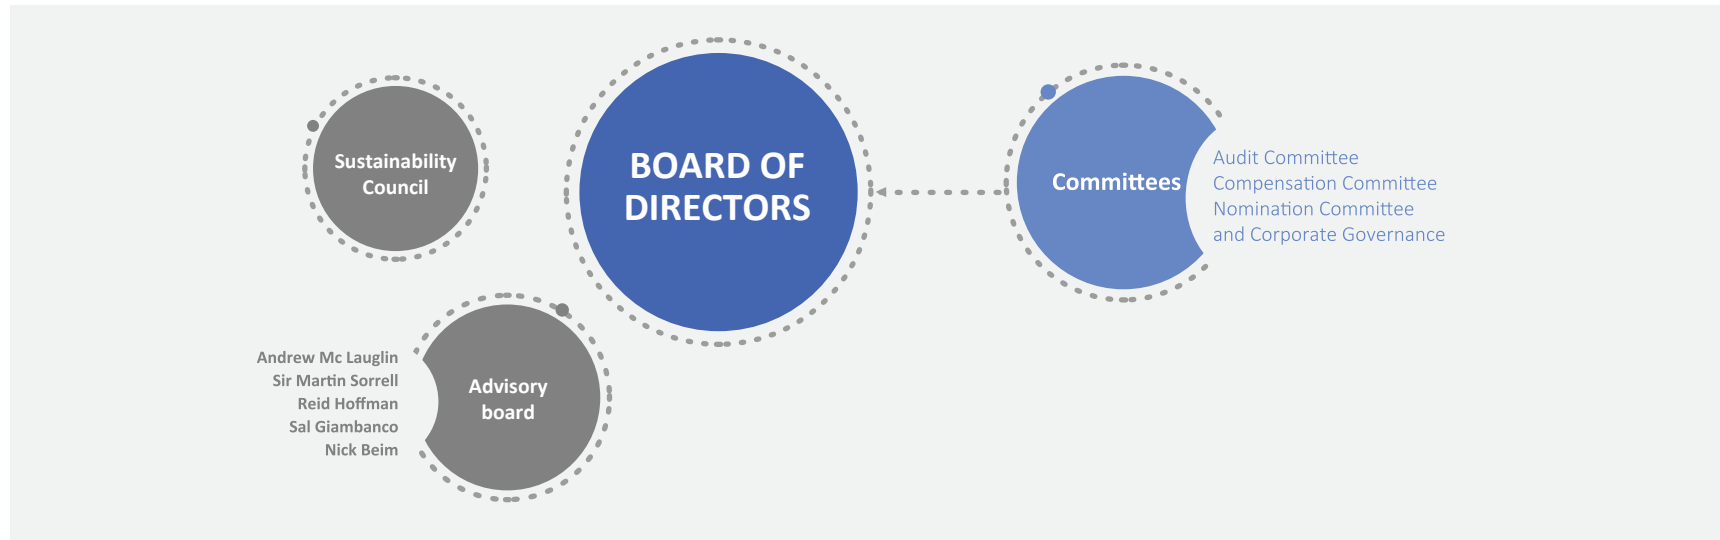 Sustainability
Council
BOARD OF
DIRECTORS
Committees
Audit Committee
Compensation Committee
Nomination Committee
and Corporate Governance
Andrew Mc Lauglin
Sir Martin Sorrell
Reid Hoffman
Sal Giambanco
Nick Beim
Advisory
board